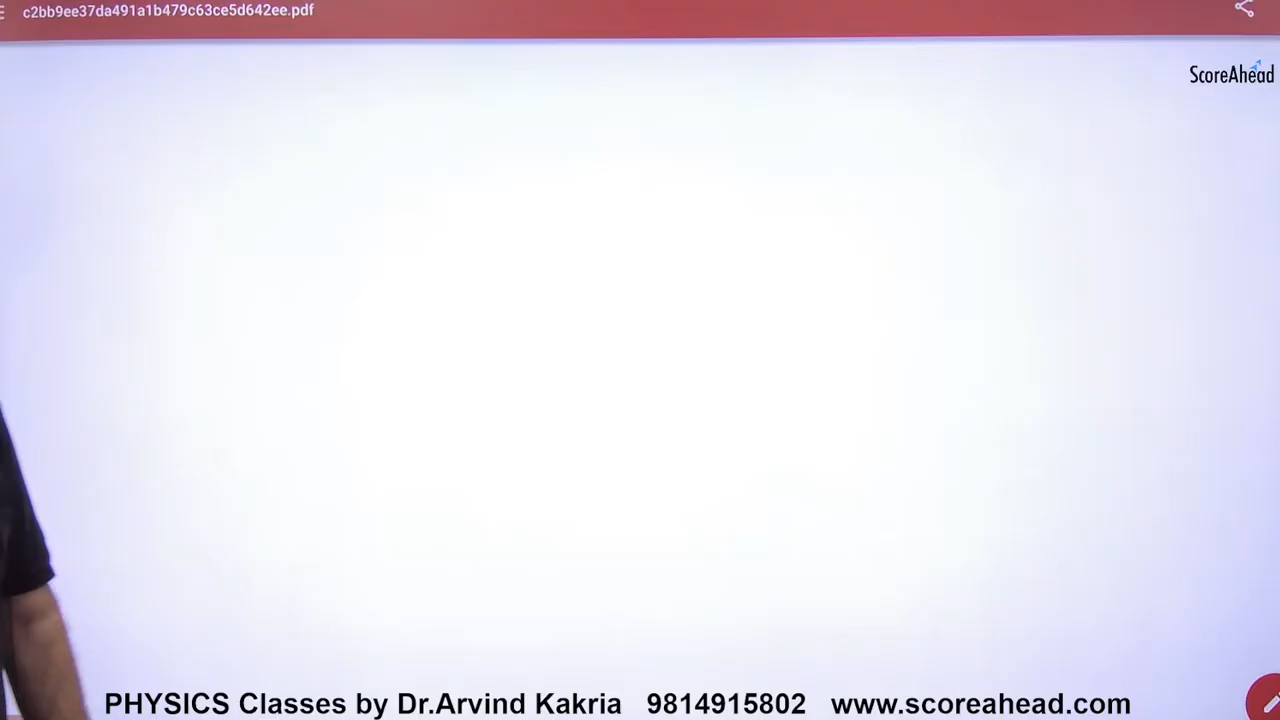 c2bb9ee37da491a1b479c63ce5d642ee.pdf
ScoreAhead
PHYSICS Classes by Dr.Arvind Kakria 9814915802 www.scoreahead.com